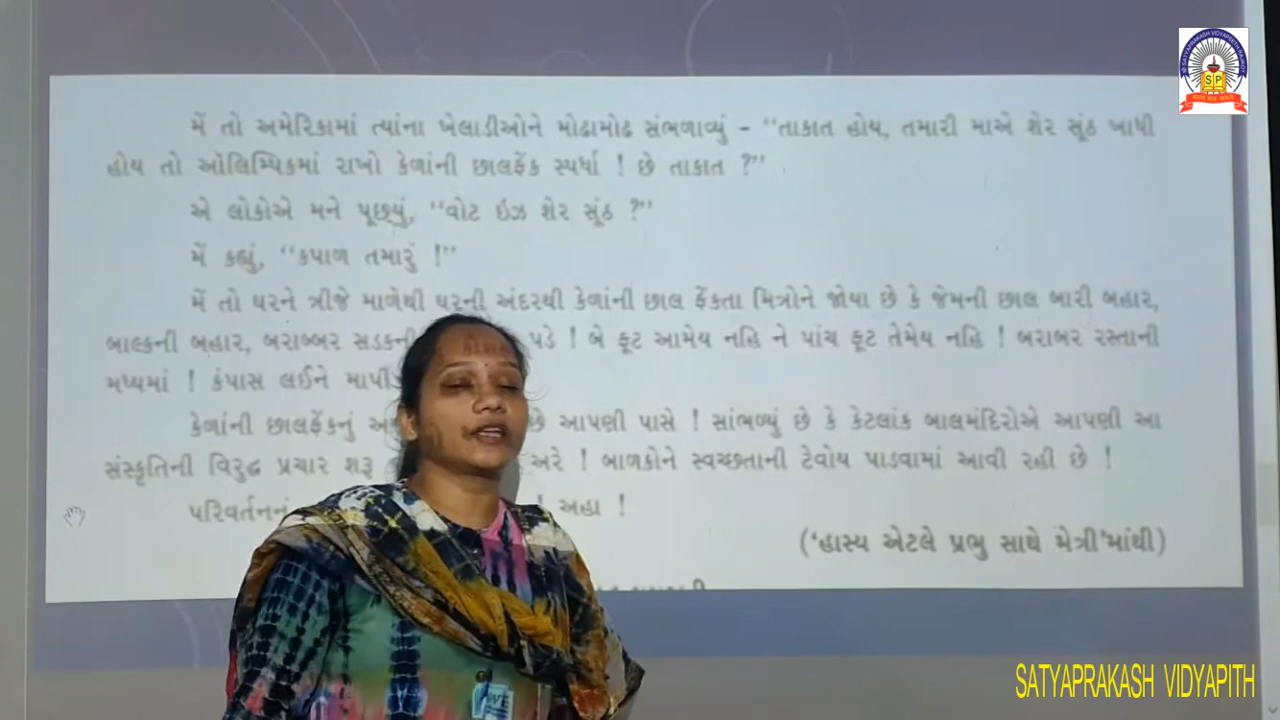 મેં તો અમેરિકામાં ત્યાંના ખેલાડીઓને મોઢામોઢ સંભળાવ્યું – “તાકાત હોય, તમારી માએ શેર સૂંઠ ખાધી
હોય તો ઑલિમ્પિકમાં રાખો કેળાંની છાલફેંક સ્પર્ધા ! છે તાકાત ?”
એ લોકોએ મને પૂછ્યું, “વોટ ઇઝ શેર સૂંઠ ?”
મેં કહ્યું, “કપાળ તમારું !”
મેં તો ઘરને ત્રીજે માળેથી ઘરની અંદરથી કેળાંની છાલ ફેંકતા મિત્રોને જોયા છે કે જેમની છાલ બારી બહાર,
બાલ્કની બહાર, બરાબ્બર સડકની પડે ! બે ફૂટ આમેય નહિ ને પાંચ ફૂટ તેમેય નહિ ! બરાબર રસ્તાની
મધ્યમાં ! કંપાસ લઈને માપી
કેળાંની છાલફેંકનું છે આપણી પાસે ! સાંભળ્યું છે કે કેટલાંક બાલમંદિરોએ આપણી આ
સંસ્કૃતિની વિરુદ્ધ પ્રચાર શરૂ અરે ! બાળકોને સ્વચ્છતાની ટેવોય પાડવામાં આવી રહી છે !
પરિવર્તનનું ! અહા !
(‘હાસ્ય એટલે પ્રભુ સાથે મૈત્રી’માંથી)
SATYAPRAKASH VIDYAPITH